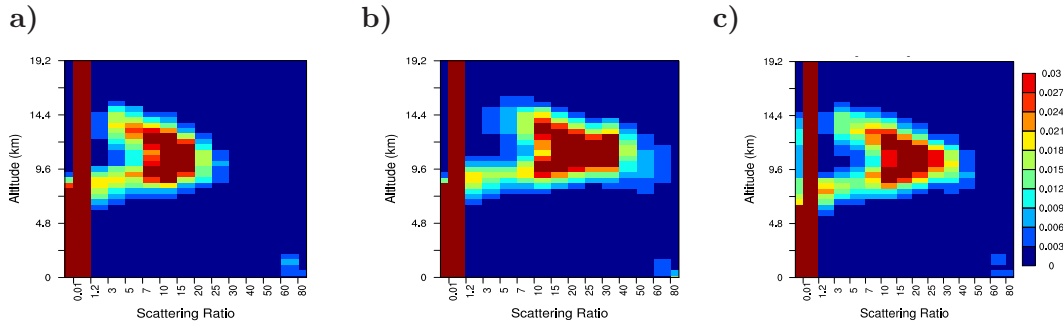 a) b) c)
19,2 19,2 19,2 0.03
0.027
14,4 14,4 14,4 0.024
0.021
0.018
9,6 9,6 9,6 0.015
0.012
0.009
4,8 4,8 4,8 0.006
0.003
0 0 0 0
Altitude (km) Altitude (km) Altitude (km)
0.01 1.2 3 5 7 10 15 20 25 30 40 50 60 80 0.01 1.2 3 5 7 10 15 20 25 30 40 50 60 80 0.01 1.2 3 5 7 10 15 20 25 30 40 50 60 80
Scattering Ratio Scattering Ratio Scattering Ratio